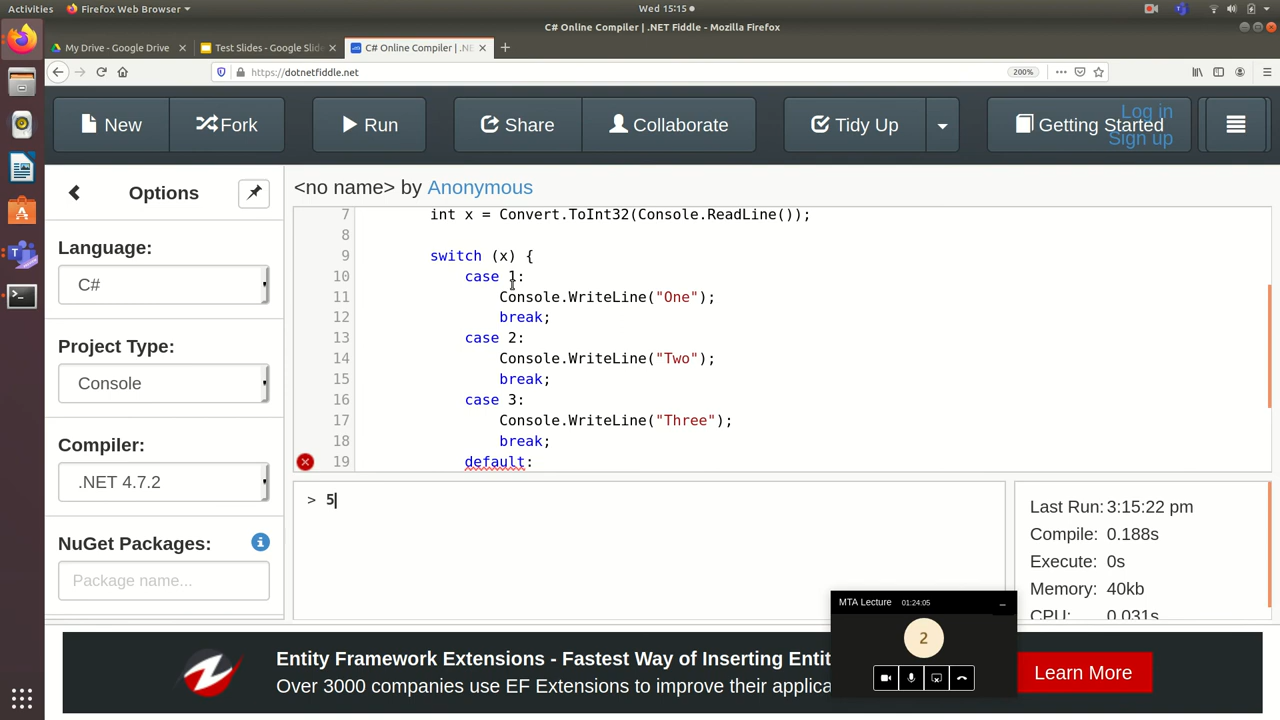 Activities
Firefox Web Browser
Wed 15:15
C# Online Compiler | .NET Fiddle - Mozilla Firefox
My Drive - Google Drive
Test Slides - Google Slid
C# Online Compiler | .NE
https://dotnetfiddle.net
200%
New
Fork
Run
Share
Collaborate
Tidy Up
Getting Started
Log in
Sign up
Options
<no name> by Anonymous
Language:
C#
Project Type:
Console
Compiler:
.NET 4.7.2
NuGet Packages:
Package name...
7 int x = Convert.ToInt32(Console.ReadLine());
8
9 switch (x) {
10 case 1:
11 Console.WriteLine("One");
12 break;
13 case 2:
14 Console.WriteLine("Two");
15 break;
16 case 3:
17 Console.WriteLine("Three");
18 break;
19 default:
> 5
Last Run: 3:15:22 pm
Compile: 0.188s
Execute: 0s
Memory: 40kb
CPU: 0.031s
MTA Lecture 01:24:05
2
Entity Framework Extensions - Fastest Way of Inserting Entit
Over 3000 companies use EF Extensions to improve their applica
Learn More